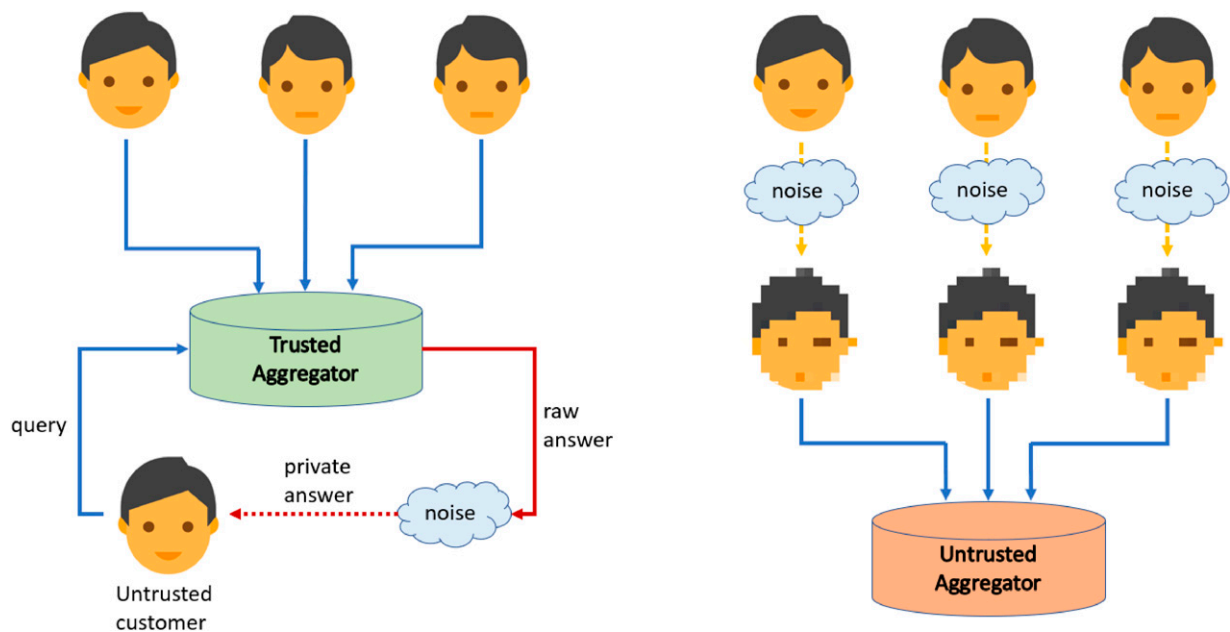 noise
noise
noise
Trusted
Aggregator
query
raw
answer
private
answer
noise
Untrusted
customer
Untrusted
Aggregator